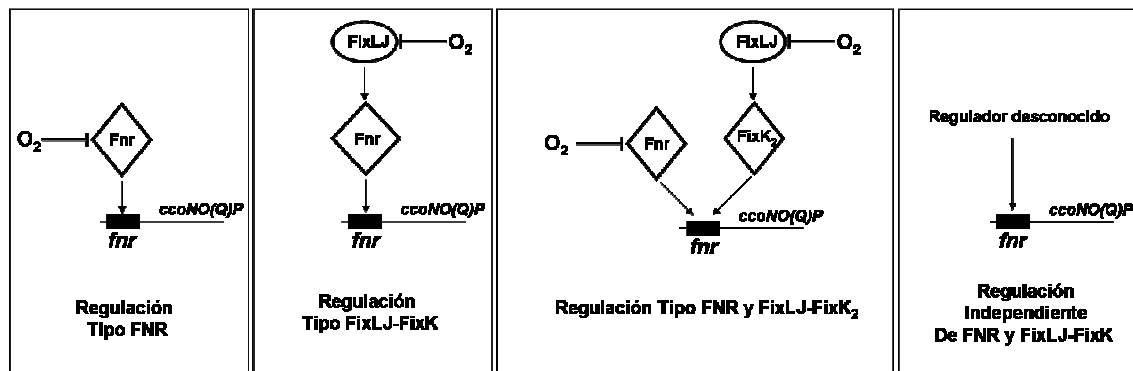 O2
Fnr
ccoNO(Q)P
fnr
Regulación
Tipo FNR
FixLJ
O2
Fnr
ccoNO(Q)P
fnr
Regulación
Tipo FixLJ-FixK
FixLJ
O2
O2
Fnr
FixK2
ccoNO(Q)P
fnr
Regulación Tipo FNR y FixLJ-FixK2
Regulador desconocido
ccoNO(Q)P
fnr
Regulación
Independiente
De FNR y FixLJ-FixK